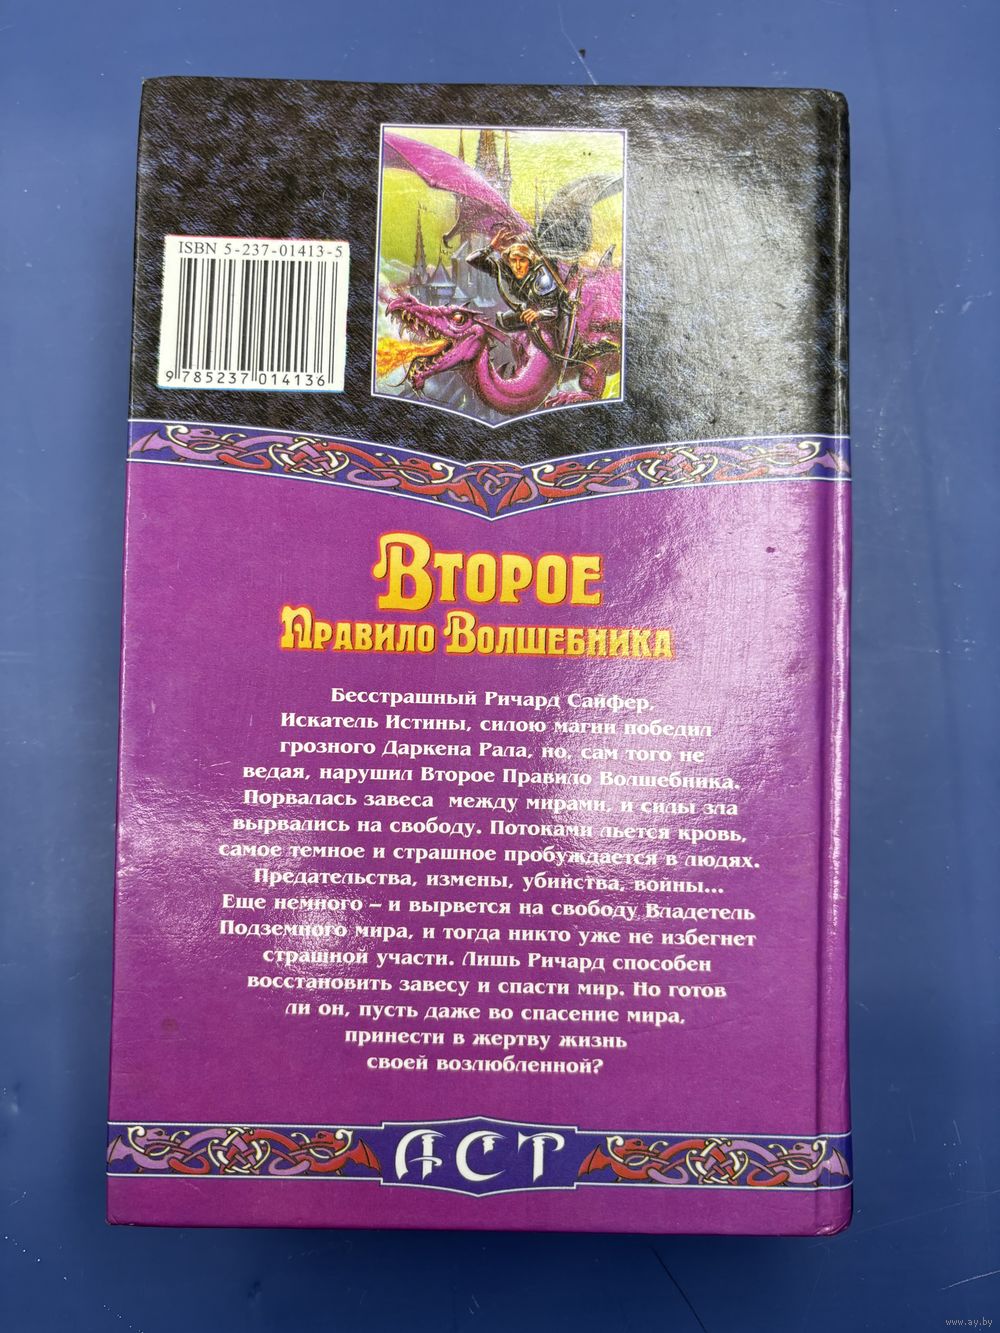 ISBN 5-237-01413-5
9 785237 014136
Второе
Правило Волшебника
Бесстрашный Ричард Сайфер,
Искатель Истины, силою магии победил
грозного Даркена Рала, но, сам того не
ведая, нарушил Второе Правило Волшебника.
Порвалась завеса между мирами, и силы зла
вырвались на свободу. Потоками льется кровь,
самое темное и страшное пробуждается в людях.
Предательства, измены, убийства, войны...
Еще немного – и вырвется на свободу Владетель
Подземного мира, и тогда никто уже не избегнет
страшной участи. Лишь Ричард способен
восстановить завесу и спасти мир. Но готов
ли он, пусть даже во спасение мира,
принести в жертву жизнь
своей возлюбленной?
АСТ
www.ay.by